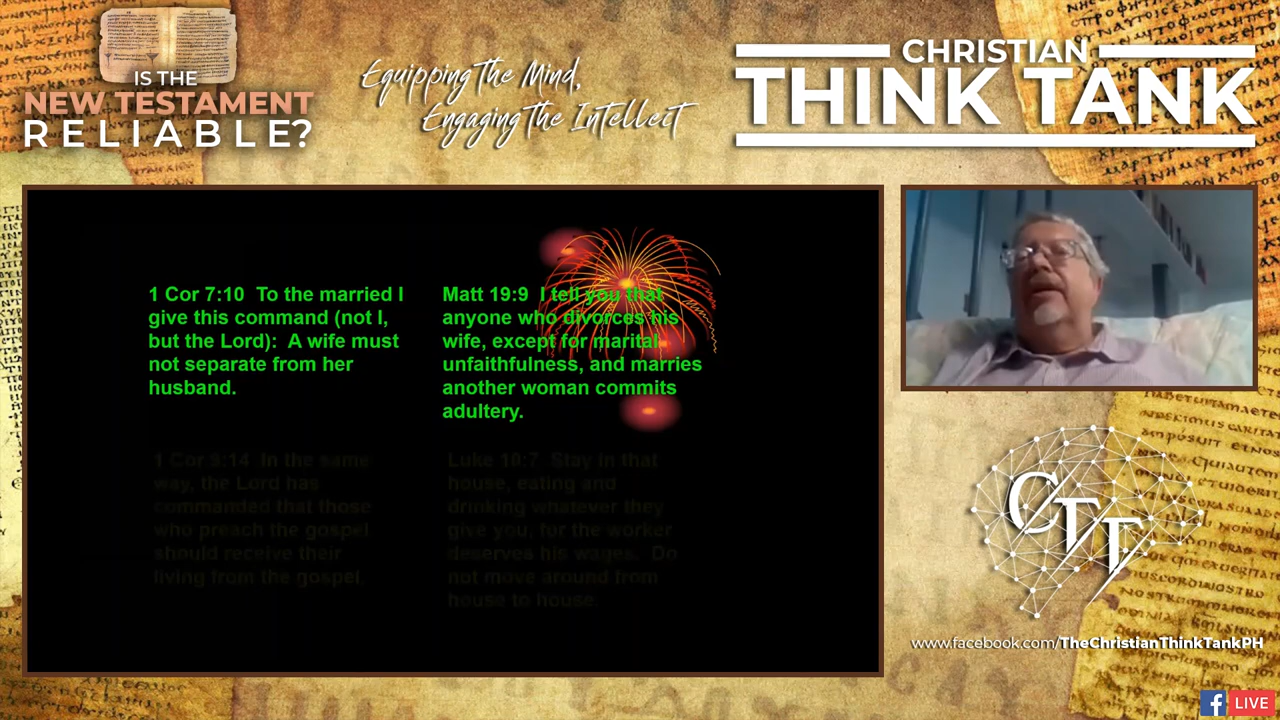 IS THE
NEW TESTAMENT
RELIABLE?
Equipping The Mind,
Engaging The Intellect
CHRISTIAN
THINK TANK
1 Cor 7:10 To the married I
give this command (not I,
but the Lord): A wife must
not separate from her
husband.
Matt 19:9 I tell you that
anyone who divorces his
wife, except for marital
unfaithfulness, and marries
another woman commits
adultery.
1 Cor 9:14 In the same
way, the Lord has
commanded that those
who preach the gospel
should receive their
living from the gospel
Luke 10:7 Stay in that
house, eating and
drinking whatever they
give you, for the worker
deserves his wages. Do
not move around from
house to house.
CTT
www.facebook.com/TheChristianThinkTankPH
f LIVE